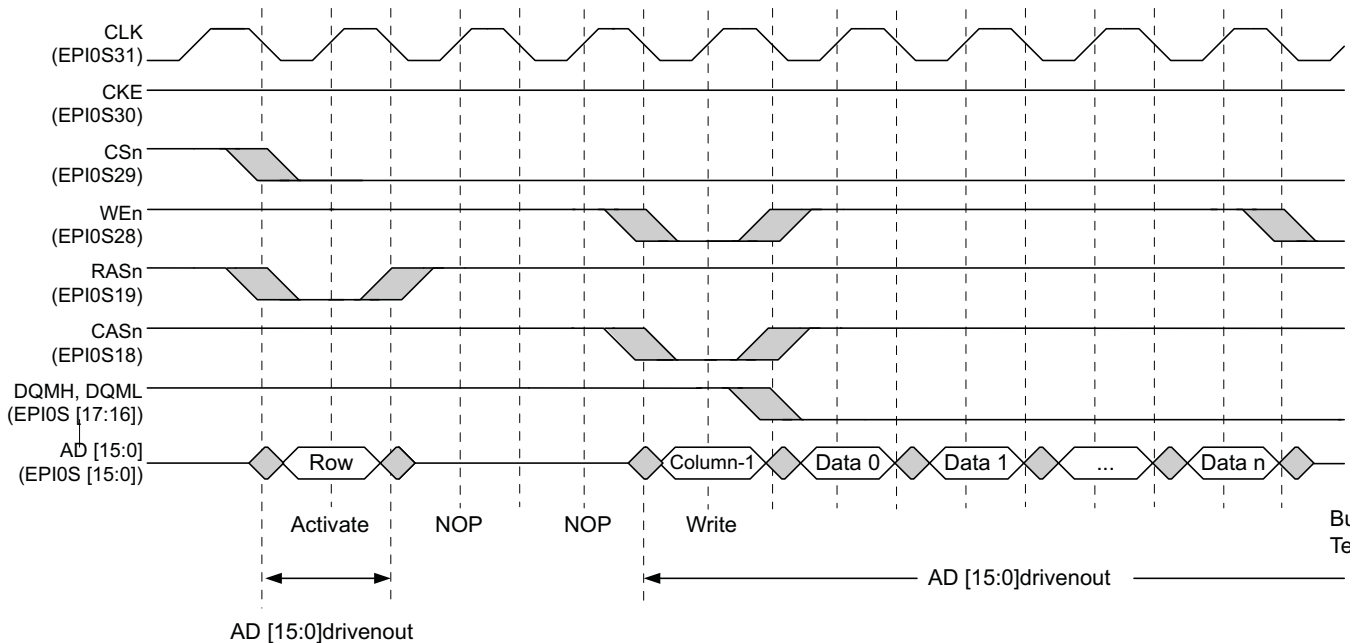 CLK
(EPI0S31)
CKE
(EPI0S30)
CSn
(EPI0S29)
WEn
(EPI0S28)
RASn
(EPI0S19)
CASn
(EPI0S18)
DQMH, DQML
(EPI0S [17:16])
AD [15:0]
(EPI0S [15:0])
Row
Column-1
Data 0
Data 1
...
Data n
Activate
NOP
NOP
Write
Bu
Te
AD [15:0]drivenout
AD [15:0]drivenout